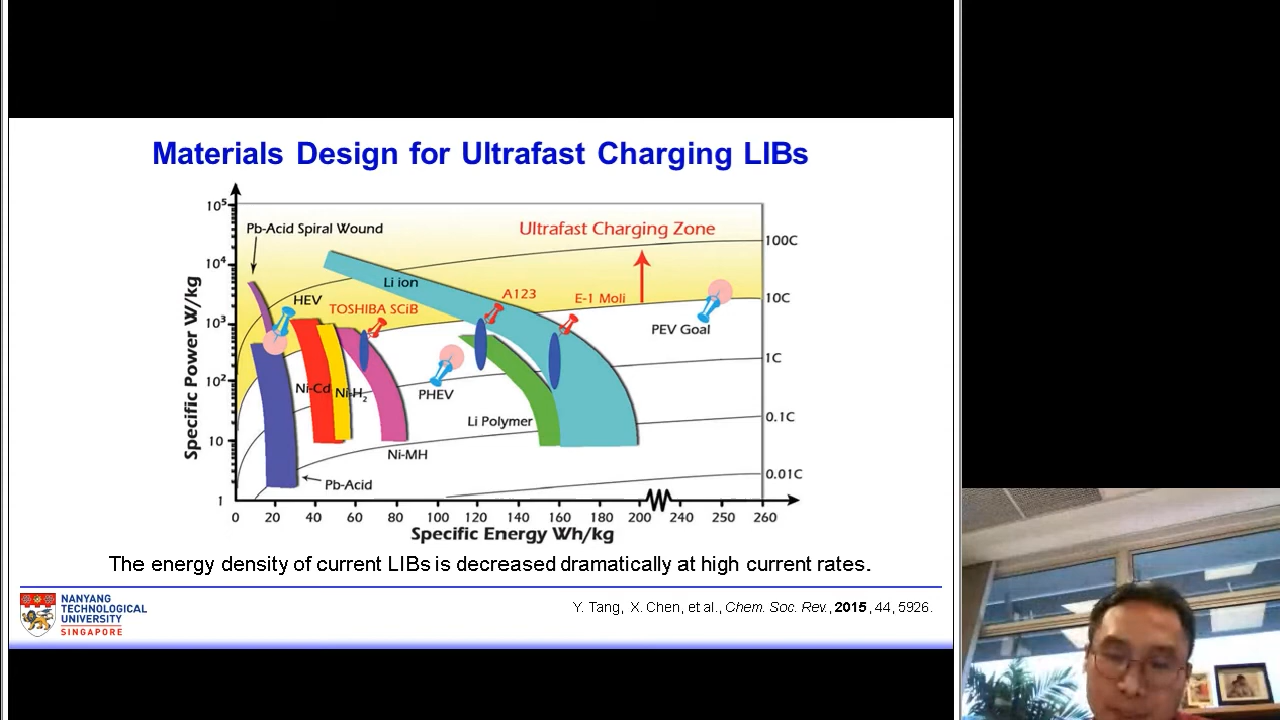 Materials Design for Ultrafast Charging LIBs
10⁵
Pb-Acid Spiral Wound
Ultrafast Charging Zone
100C
10⁴
Li ion
HEV
A123
E-1 Moli
10C
TOSHIBA SCiB
PEV Goal
10³
1C
10²
Ni-Cd
Ni-H₂
PHEV
0.1C
Li Polymer
10
Ni-MH
0.01C
Pb-Acid
1
Specific Power W/kg
0 20 40 60 80 100 120 140 160 180 200 240 250 260
Specific Energy Wh/kg
The energy density of current LIBs is decreased dramatically at high current rates.
NANYANG
TECHNOLOGICAL
UNIVERSITY
SINGAPORE
Y. Tang, X. Chen, et al., Chem. Soc. Rev., 2015, 44, 5926.